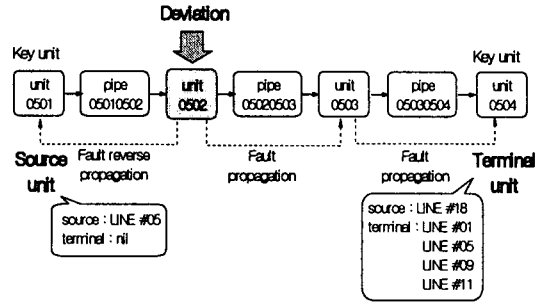 Deviation
Key unit
Key unit
unit
0501
pipe
05010502
unit
0502
pipe
05020503
unit
0503
pipe
05030504
unit
0504
Source
unit
Fault reverse
propagation
Fault
propagation
Fault
propagation
Terminal
unit
source : LINE #05
terminal : nil
source : LINE #18
terminal : LINE #01
LINE #05
LINE #09
LINE #11